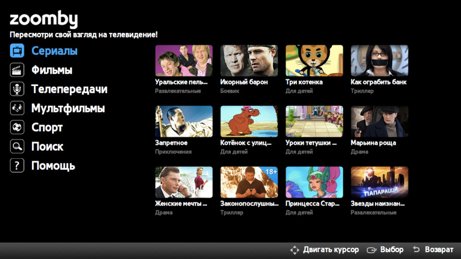 zoomby
Пересмотри свой взгляд на телевидение!
Сериалы
Фильмы
Телепередачи
Мультфильмы
Спорт
Поиск
Помощь
Уральские пель...
Развлекательные
Икорный барон
Боевик
Три котенка
Для детей
Как ограбить банк
Триллер
Запретное
Приключения
Котёнок с улиц...
Для детей
Уроки тетушки ...
Для детей
Марьина роща
Драма
Женские мечты ...
Драма
18+
Законопослушны...
Триллер
Принцесса Стар...
Для детей
ПАПАРАЦЦИ
Звезды наизнан...
Развлекательные
Двигать курсор
Выбор
Возврат